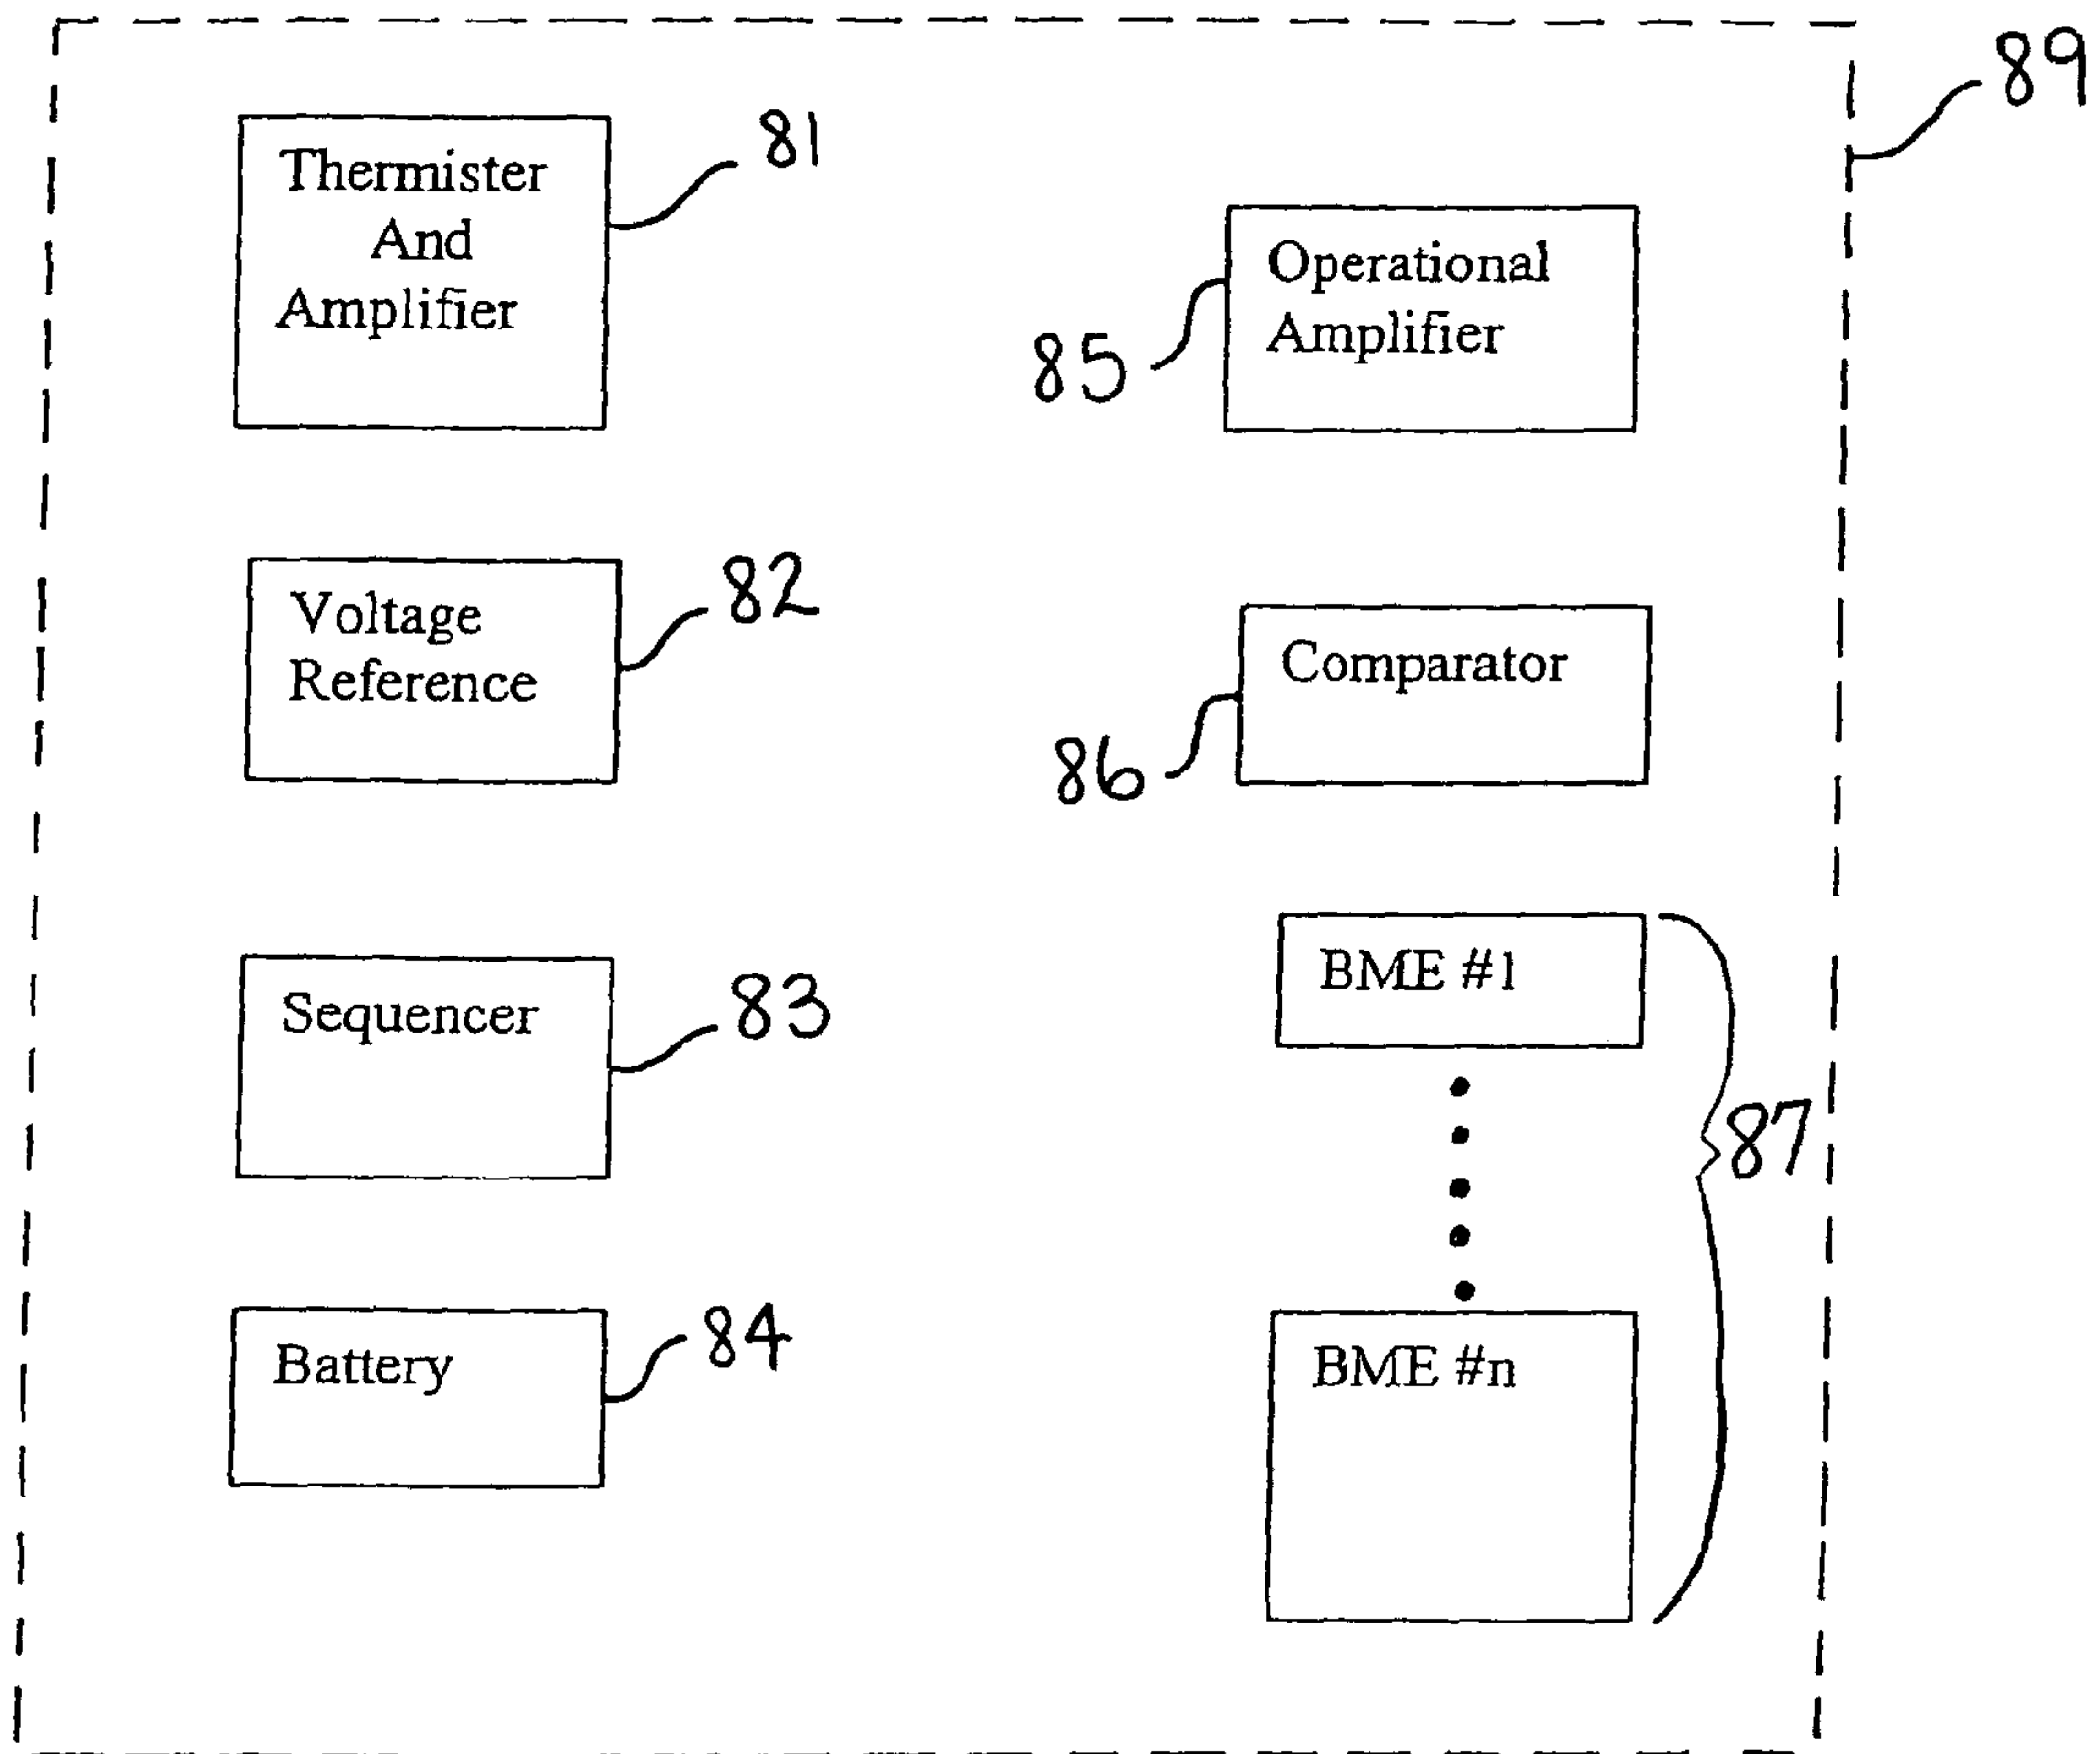 89
Thermister
And
Amplifier
81
Operational
Amplifier
85
Voltage
Reference
82
Comparator
86
Sequencer
83
BME #1
87
Battery
84
BME #n